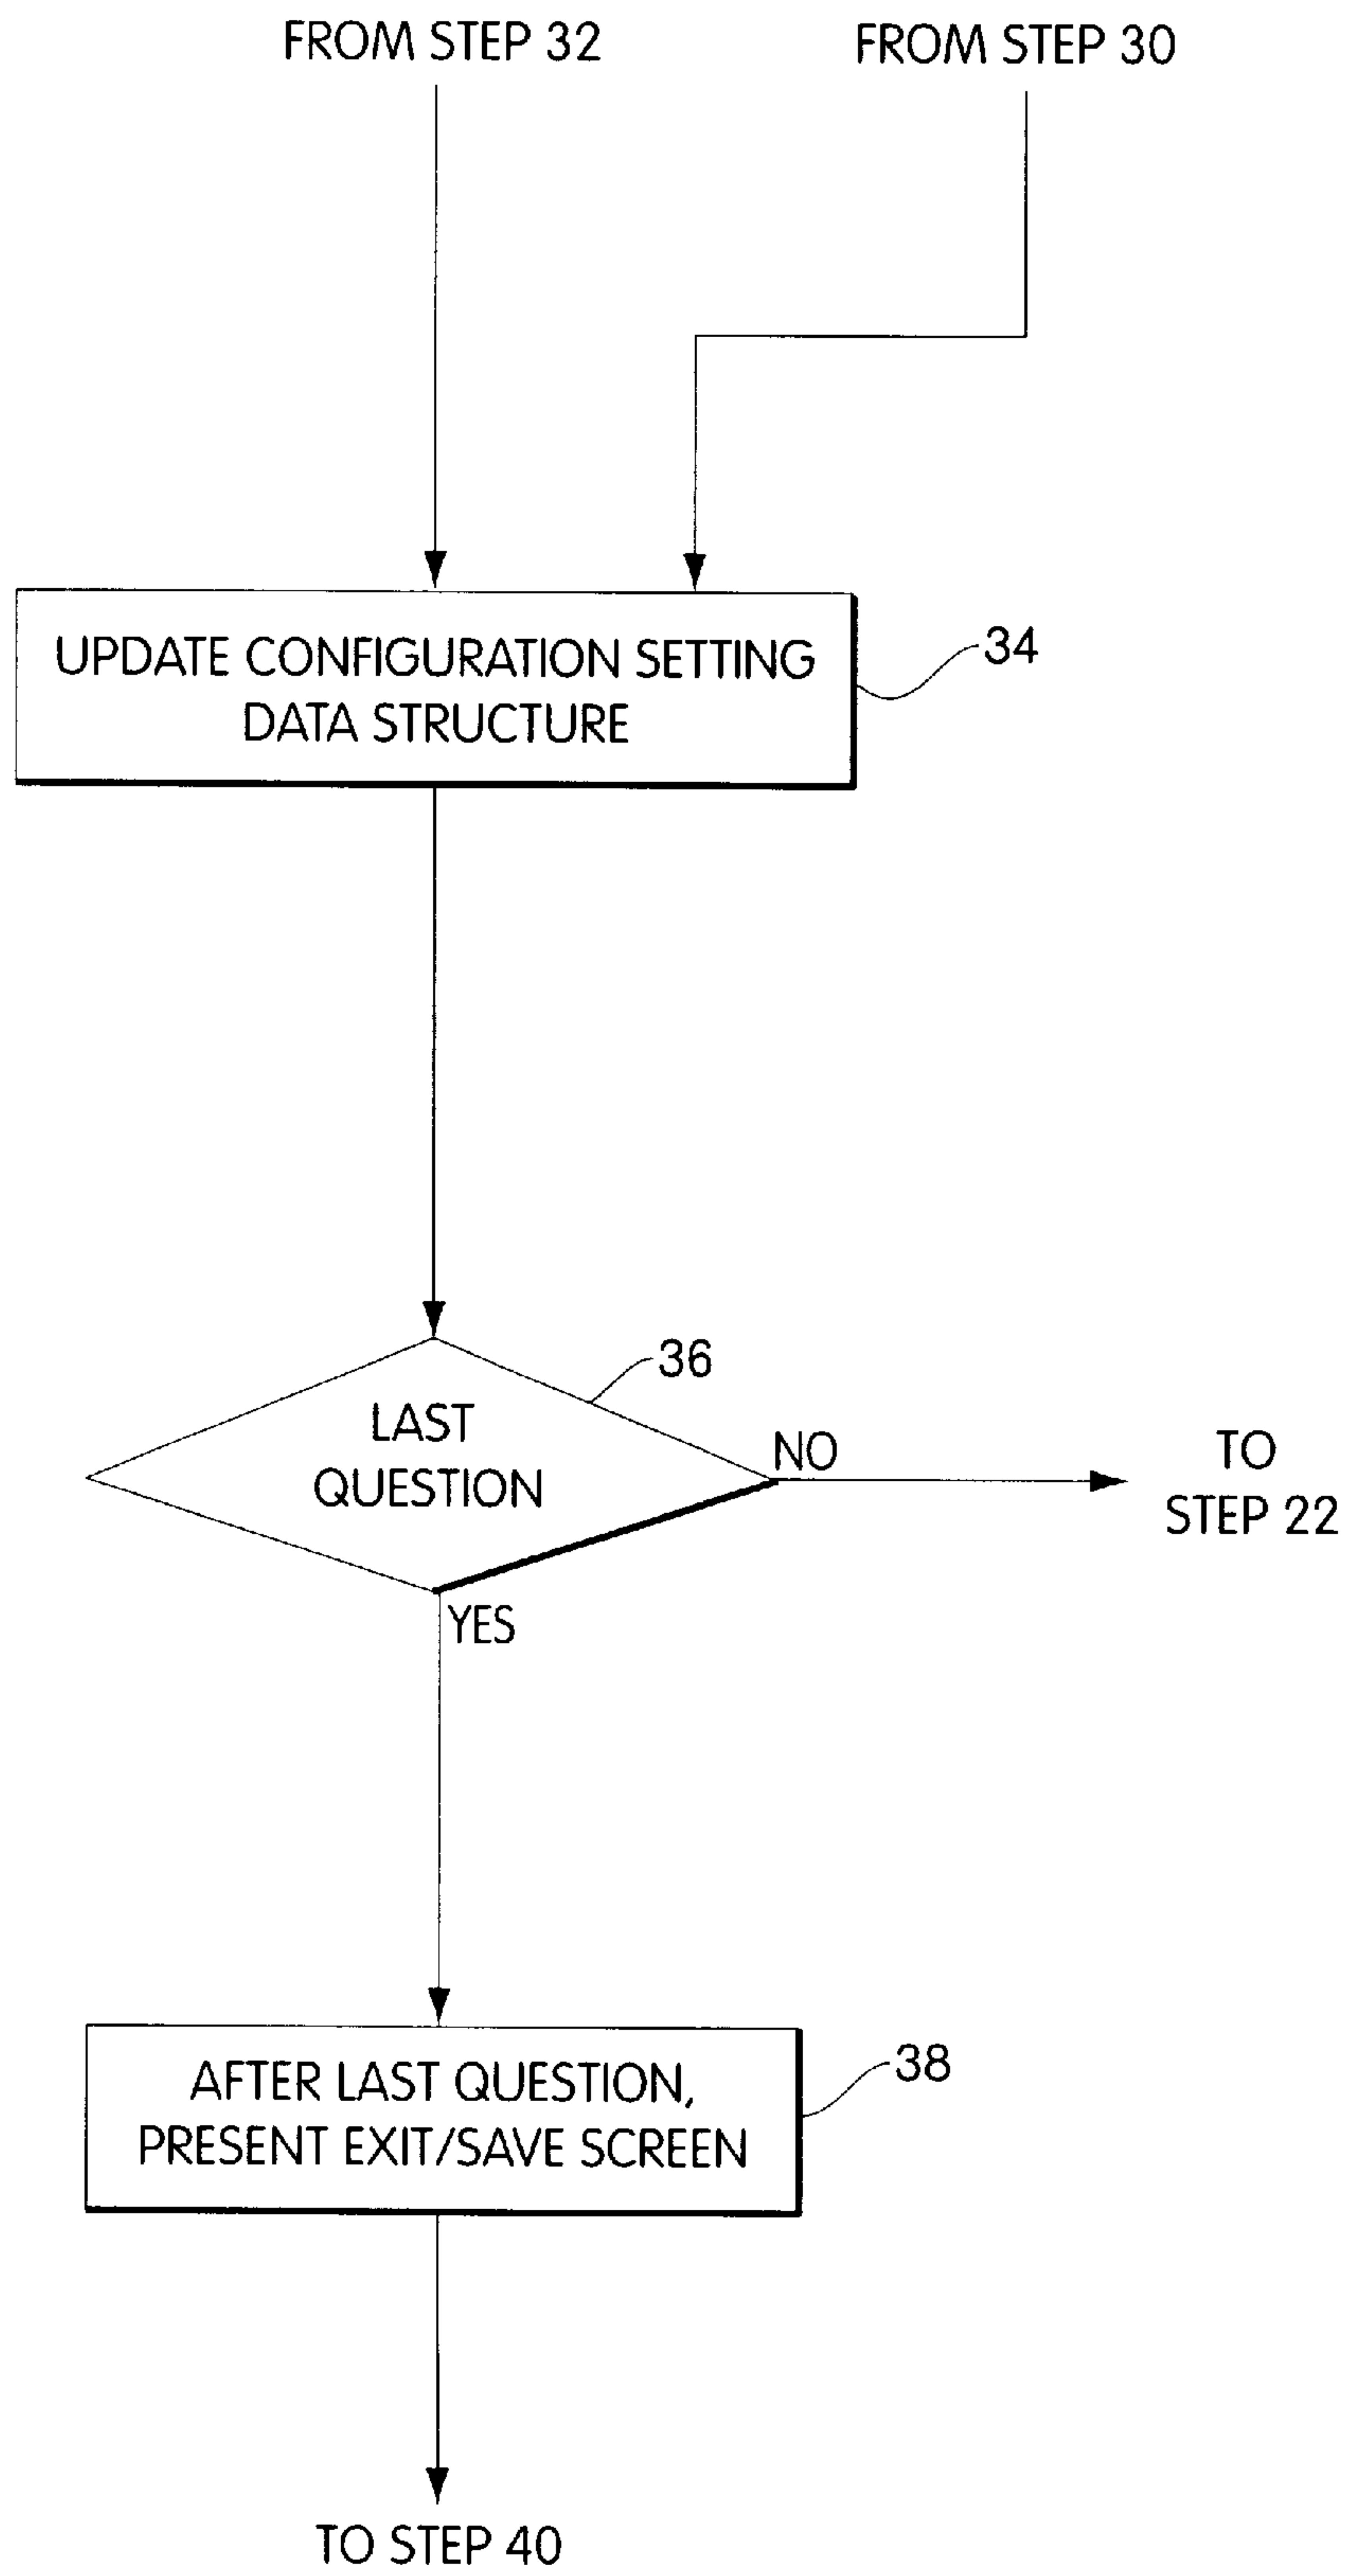 FROM STEP 32
FROM STEP 30
UPDATE CONFIGURATION SETTING
DATA STRUCTURE
34
36
LAST
QUESTION
NO
TO
STEP 22
YES
AFTER LAST QUESTION,
PRESENT EXIT/SAVE SCREEN
38
TO STEP 40